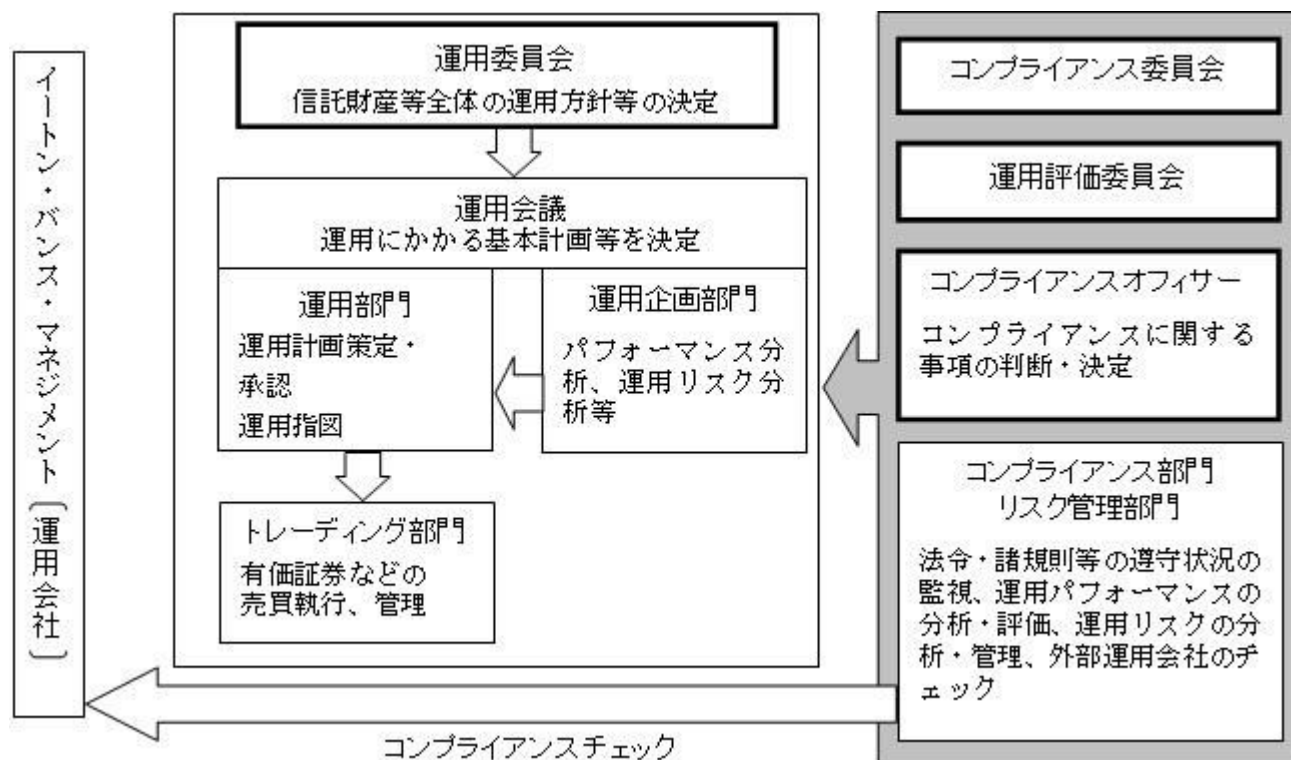 イートン・バンス・マネジメント〔運用会社〕
運用委員会
信託財産等全体の運用方針等の決定
運用会議
運用にかかる基本計画等を決定
運用部門
運用計画策定・
承認
運用指図
運用企画部門
パフォーマンス分
析、運用リスク分
析等
トレーディング部門
有価証券などの
売買執行、管理
コンプライアンス委員会
運用評価委員会
コンプライアンスオフィサー
コンプライアンスに関する
事項の判断・決定
コンプライアンス部門
リスク管理部門
法令・諸規則等の遵守状況の
監視、運用パフォーマンスの
分析・評価、運用リスクの分
析・管理、外部運用会社のチ
ェック
コンプライアンスチェック